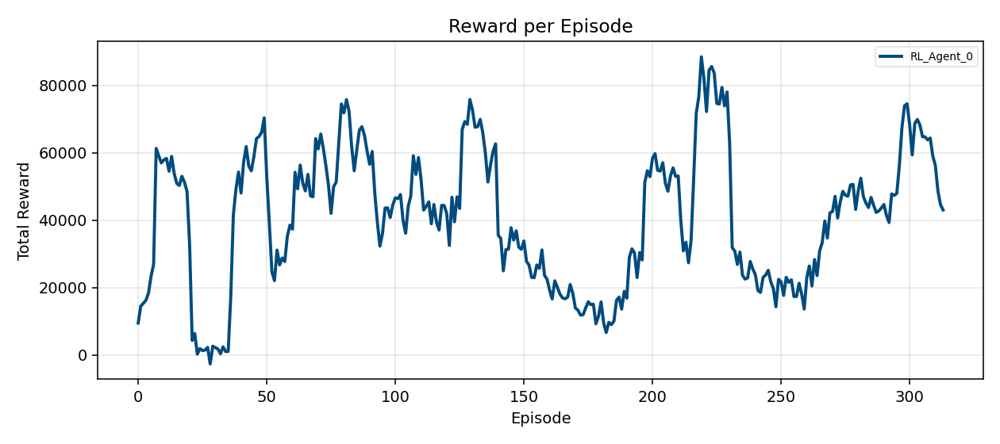 Reward per Episode
RL_Agent_0
Total Reward
80000
60000
40000
20000
0
0 50 100 150 200 250 300
Episode